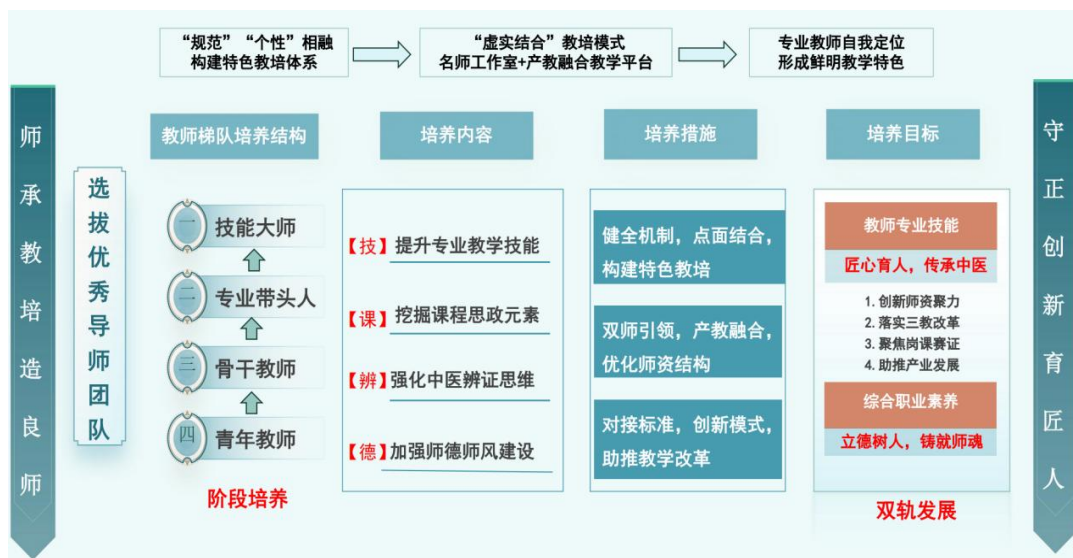 “规范”“个性”相融
构建特色教培体系
“虚实结合”教培模式
名师工作室+产教融合教学平台
专业教师自我定位
形成鲜明教学特色
师承教培造良师
选拔优秀导师团队
教师梯队培养结构
一 技能大师
二 专业带头人
三 骨干教师
四 青年教师
阶段培养
培养内容
【技】提升专业教学技能
【课】挖掘课程思政元素
【辨】强化中医辨证思维
【德】加强师德师风建设
培养措施
健全机制，点面结合，
构建特色教培
双师引领，产教融合，
优化师资结构
对接标准，创新模式，
助推教学改革
培养目标
教师专业技能
匠心育人，传承中医
1. 创新师资聚力
2. 落实三教改革
3. 聚焦岗课赛证
4. 助推产业发展
综合职业素养
立德树人，铸就师魂
双轨发展
守正创新育匠人